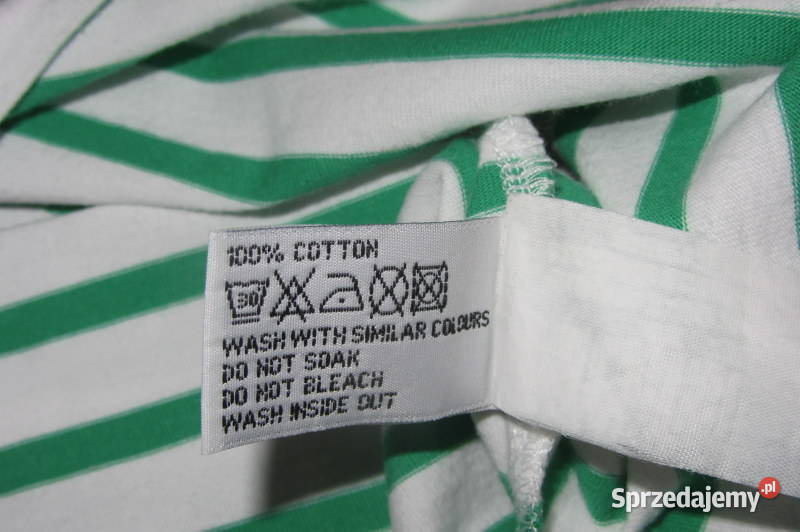 100% COTTON
30
WASH WITH SIMILAR COLOURS
DO NOT SOAK
DO NOT BLEACH
WASH INSIDE OUT
Sprzedajemy.pl